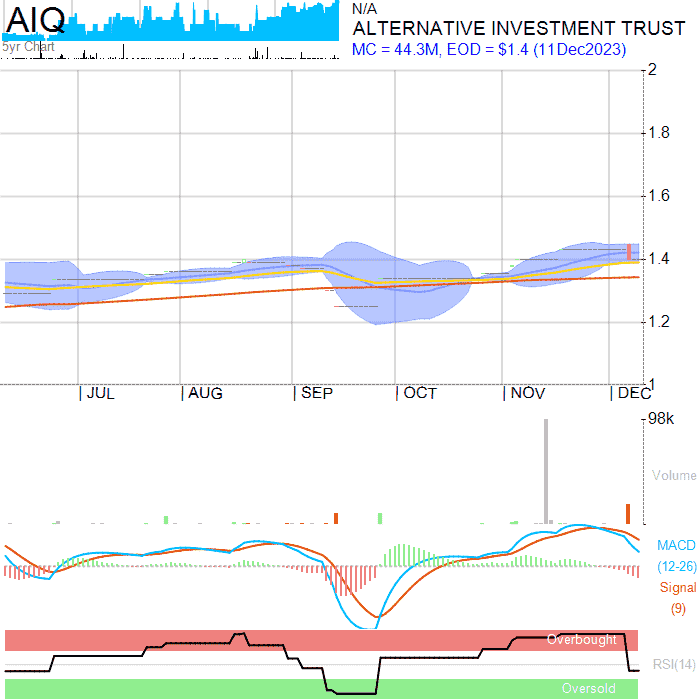 AIQ
5yr Chart
N/A
ALTERNATIVE INVESTMENT TRUST
MC = 44.3M, EOD = $1.4 (11Dec2023)
2
1.8
1.6
1.4
1.2
1
| JUL | AUG | SEP | OCT | NOV | DEC
98k
Volume
MACD
(12-26)
Signal
(9)
Overbought
RSI(14)
Oversold